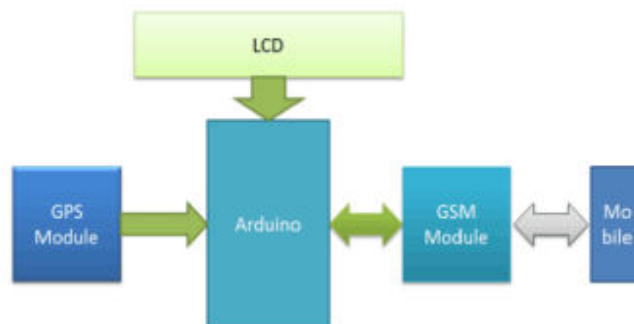 LCD
GPS
Module
Arduino
GSM
Module
Mo
bile